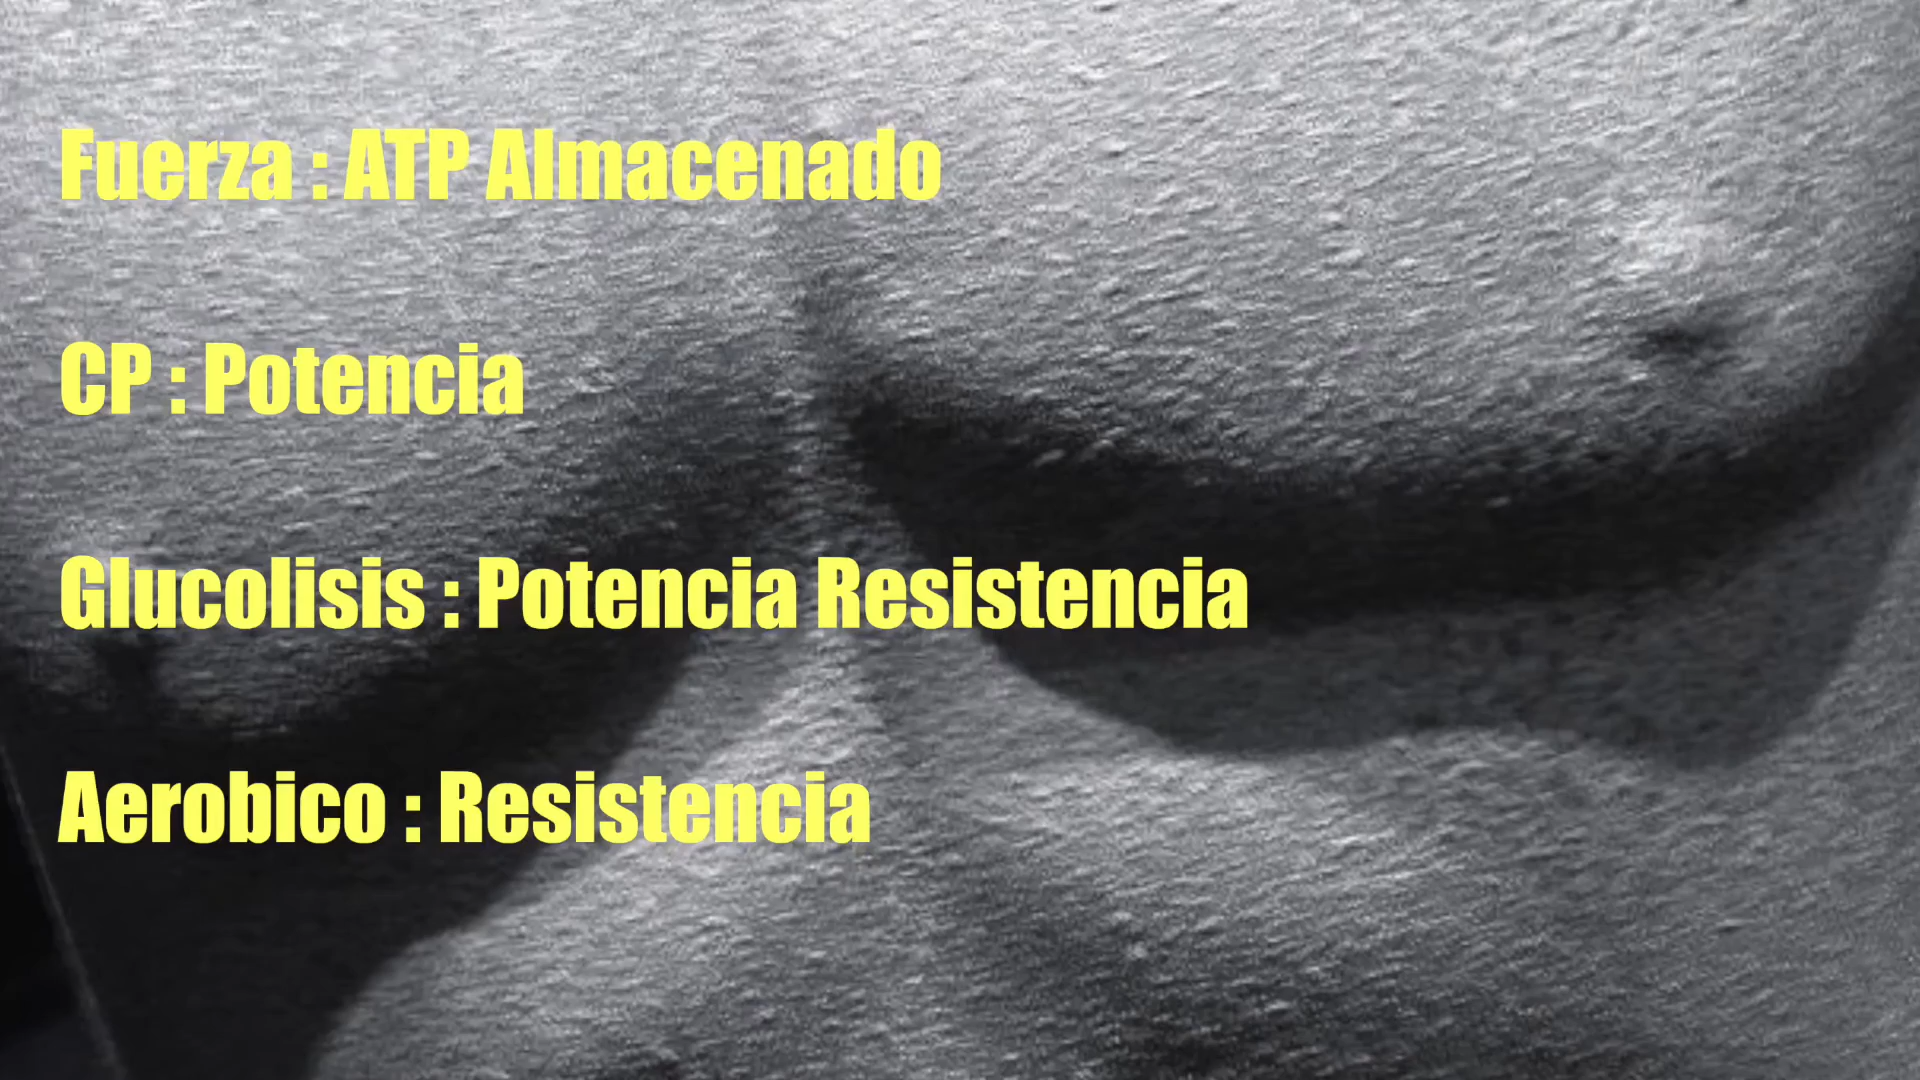 Fuerza : ATP Almacenado
CP : Potencia
Glucolisis : Potencia Resistencia
Aerobico : Resistencia